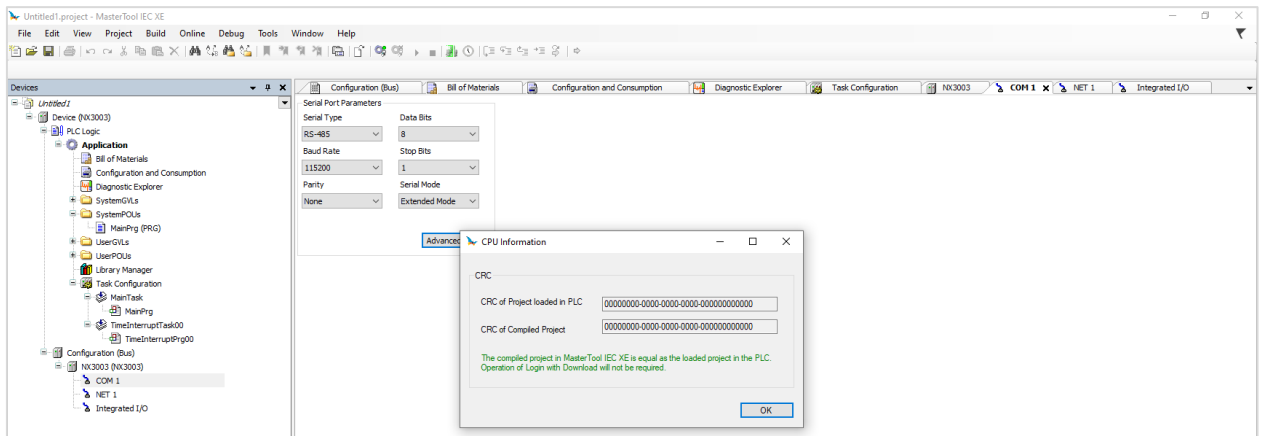 Untitled1.project - MasterTool IEC XE
File Edit View Project Build Online Debug Tools Window Help
Devices
Configuration (Bus) Bill of Materials Configuration and Consumption Diagnostic Explorer Task Configuration NX3003 COM 1 NET 1 Integrated I/O
Untitled1
Device (NX3003)
PLC Logic
Application
Bill of Materials
Configuration and Consumption
Diagnostic Explorer
SystemGVLs
SystemPOUs
MainPrg (PRG)
UserGVLs
UserPOUs
Library Manager
Task Configuration
MainTask
MainPrg
TimeInterruptTask00
TimeInterruptPrg00
Configuration (Bus)
NX3003 (NX3003)
COM 1
NET 1
Integrated I/O
Serial Port Parameters
Serial Type Data Bits
RS-485 8
Baud Rate Stop Bits
115200 1
Parity Serial Mode
None Extended Mode
Advanced
CPU Information
CRC
CRC of Project loaded in PLC 00000000-0000-0000-0000-000000000000
CRC of Compiled Project 00000000-0000-0000-0000-000000000000
The compiled project in MasterTool IEC XE is equal as the loaded project in the PLC.
Operation of Login with Download will not be required.
OK